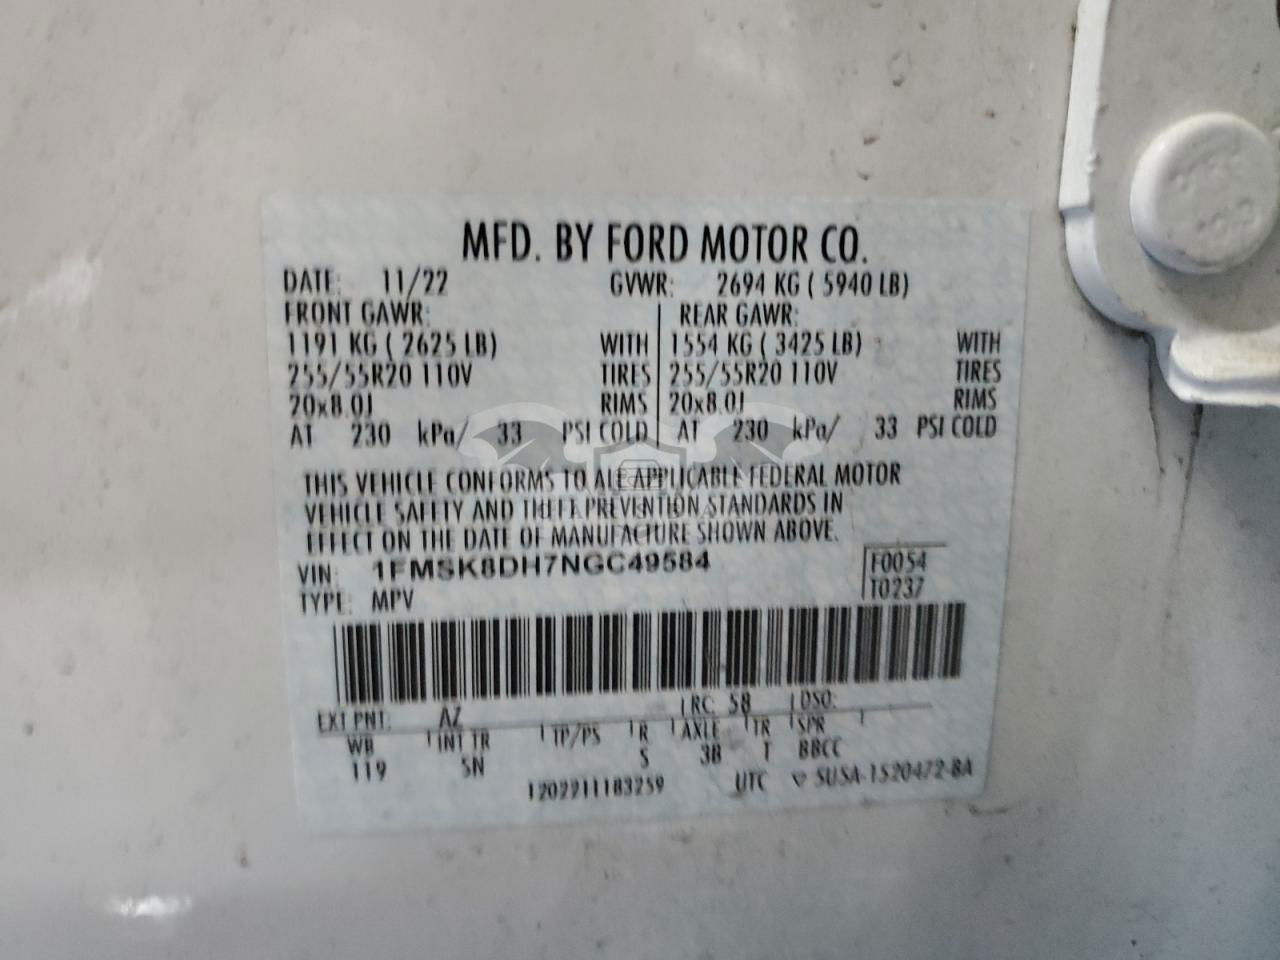 MFD. BY FORD MOTOR CO.
DATE: 11/22 GVWR: 2694 KG ( 5940 LB)
FRONT GAWR: REAR GAWR:
1191 KG ( 2625 LB) WITH 1554 KG ( 3425 LB) WITH
255/55R20 110V TIRES 255/55R20 110V TIRES
20x8.0J RIMS 20x8.0J RIMS
AT 230 kPa/ 33 PSI COLD AT 230 kPa/ 33 PSI COLD
THIS VEHICLE CONFORMS TO ALL APPLICABLE FEDERAL MOTOR
VEHICLE SAFETY AND THEFT PREVENTION STANDARDS IN
EFFECT ON THE DATE OF MANUFACTURE SHOWN ABOVE.
VIN: 1FMSK8DH7NGC49584 F0054
TYPE: MPV T0237
EXT PNT: AZ RC: 58 DSO:
WB INT TR TP/PS R AXLE TR SPR
119 5N S 38 T BBCC
1202211183259 UTC SUSA-1520472-BA